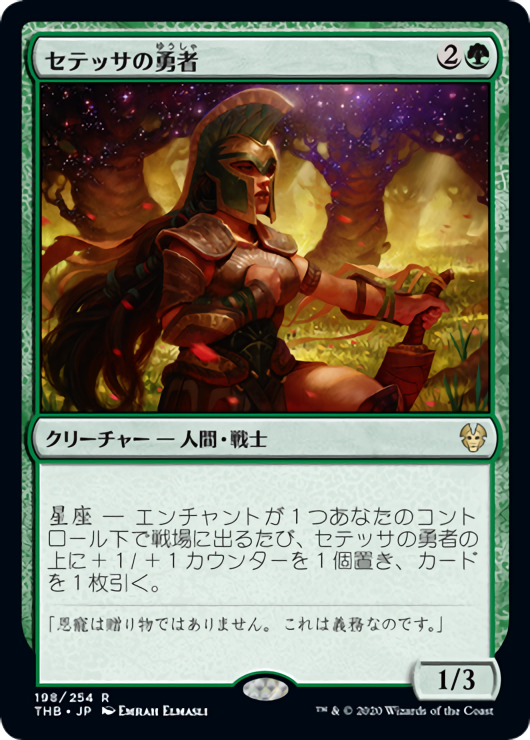 セテッサの勇者
ゆうしゃ
2
クリーチャー — 人間・戦士
星座 ― エンチャントが１つあなたのコント
ロール下で戦場に出るたび、セテッサの勇者の
上に＋１/＋１カウンターを１個置き、カード
を１枚引く。
「恩寵は贈り物ではありません。これは義務なのです。」
1/3
198/254 R
THB • JP EMRAH ELMASLI
™ & © 2020 Wizards of the Coast